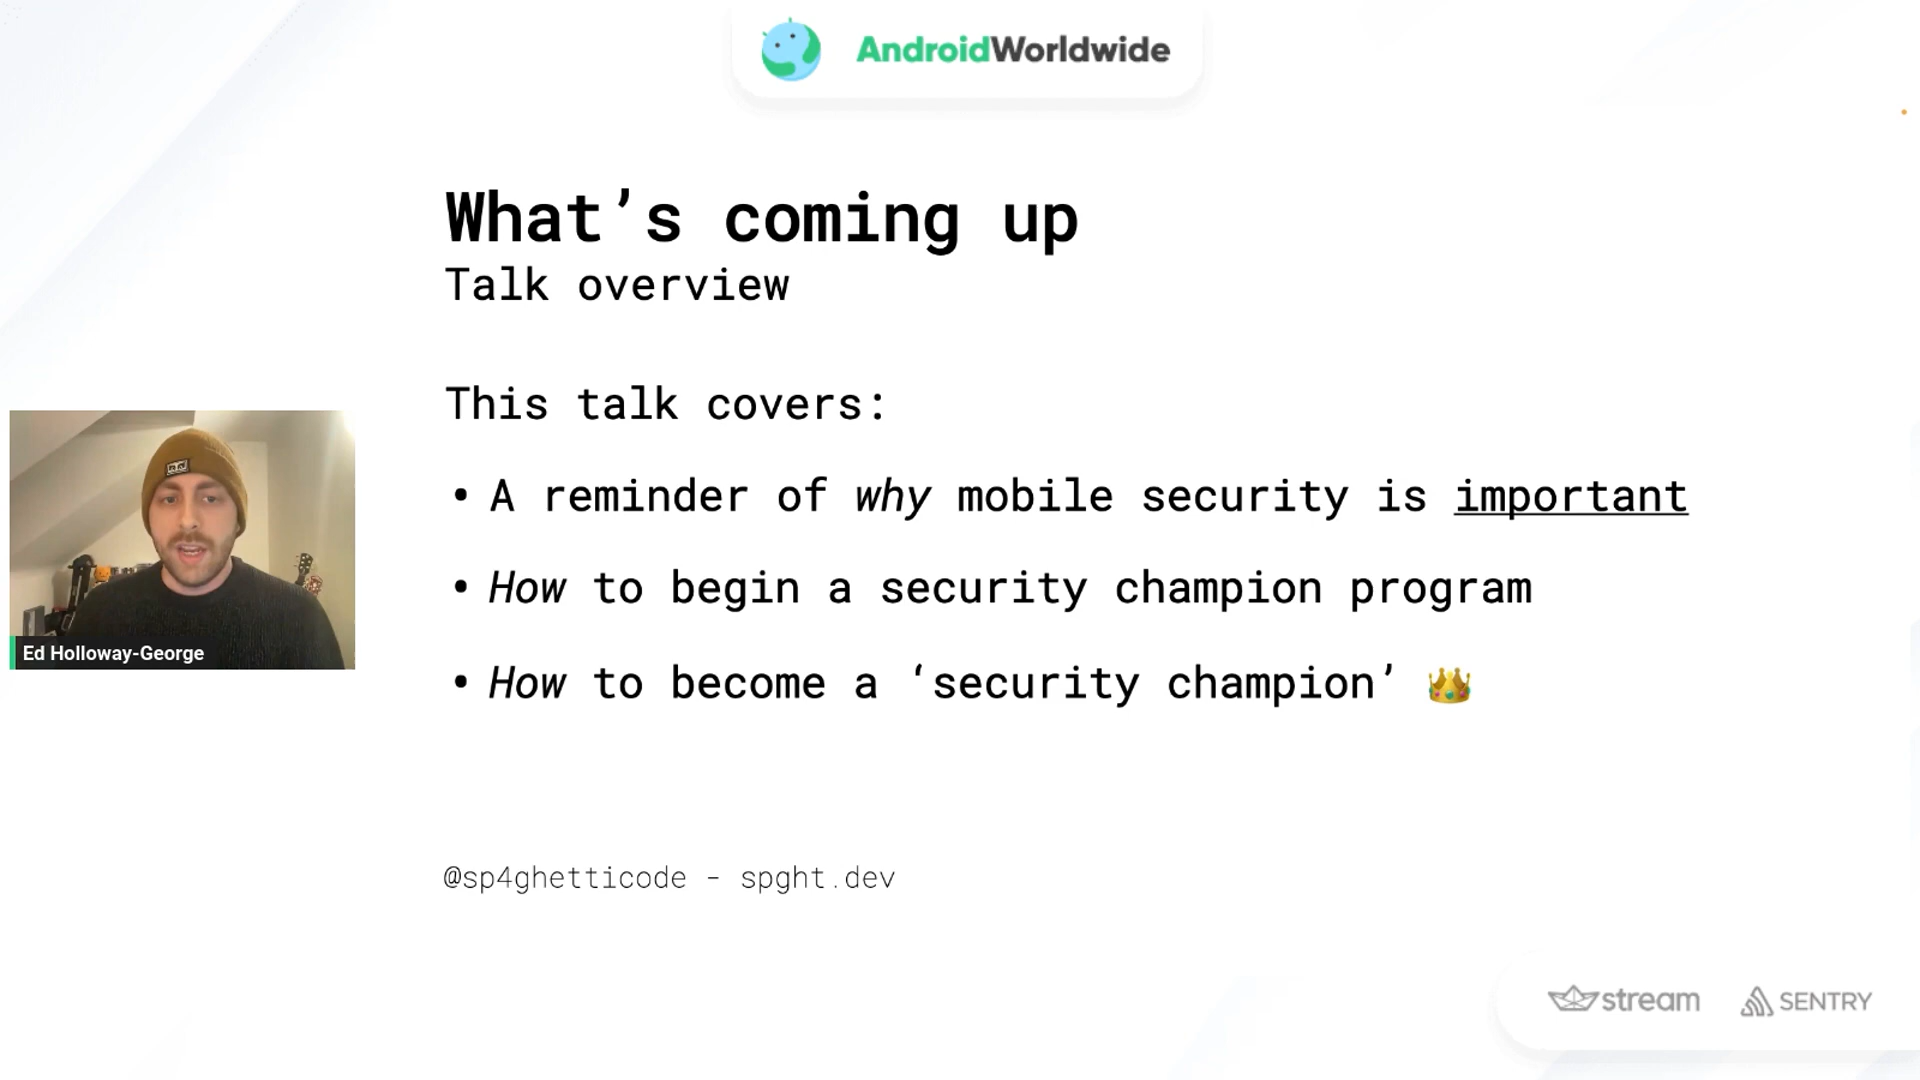 AndroidWorldwide
What’s coming up
Talk overview
This talk covers:
• A reminder of why mobile security is important
• How to begin a security champion program
• How to become a ‘security champion’ 👑
Ed Holloway-George
@sp4ghetticode - spght.dev
stream SENTRY